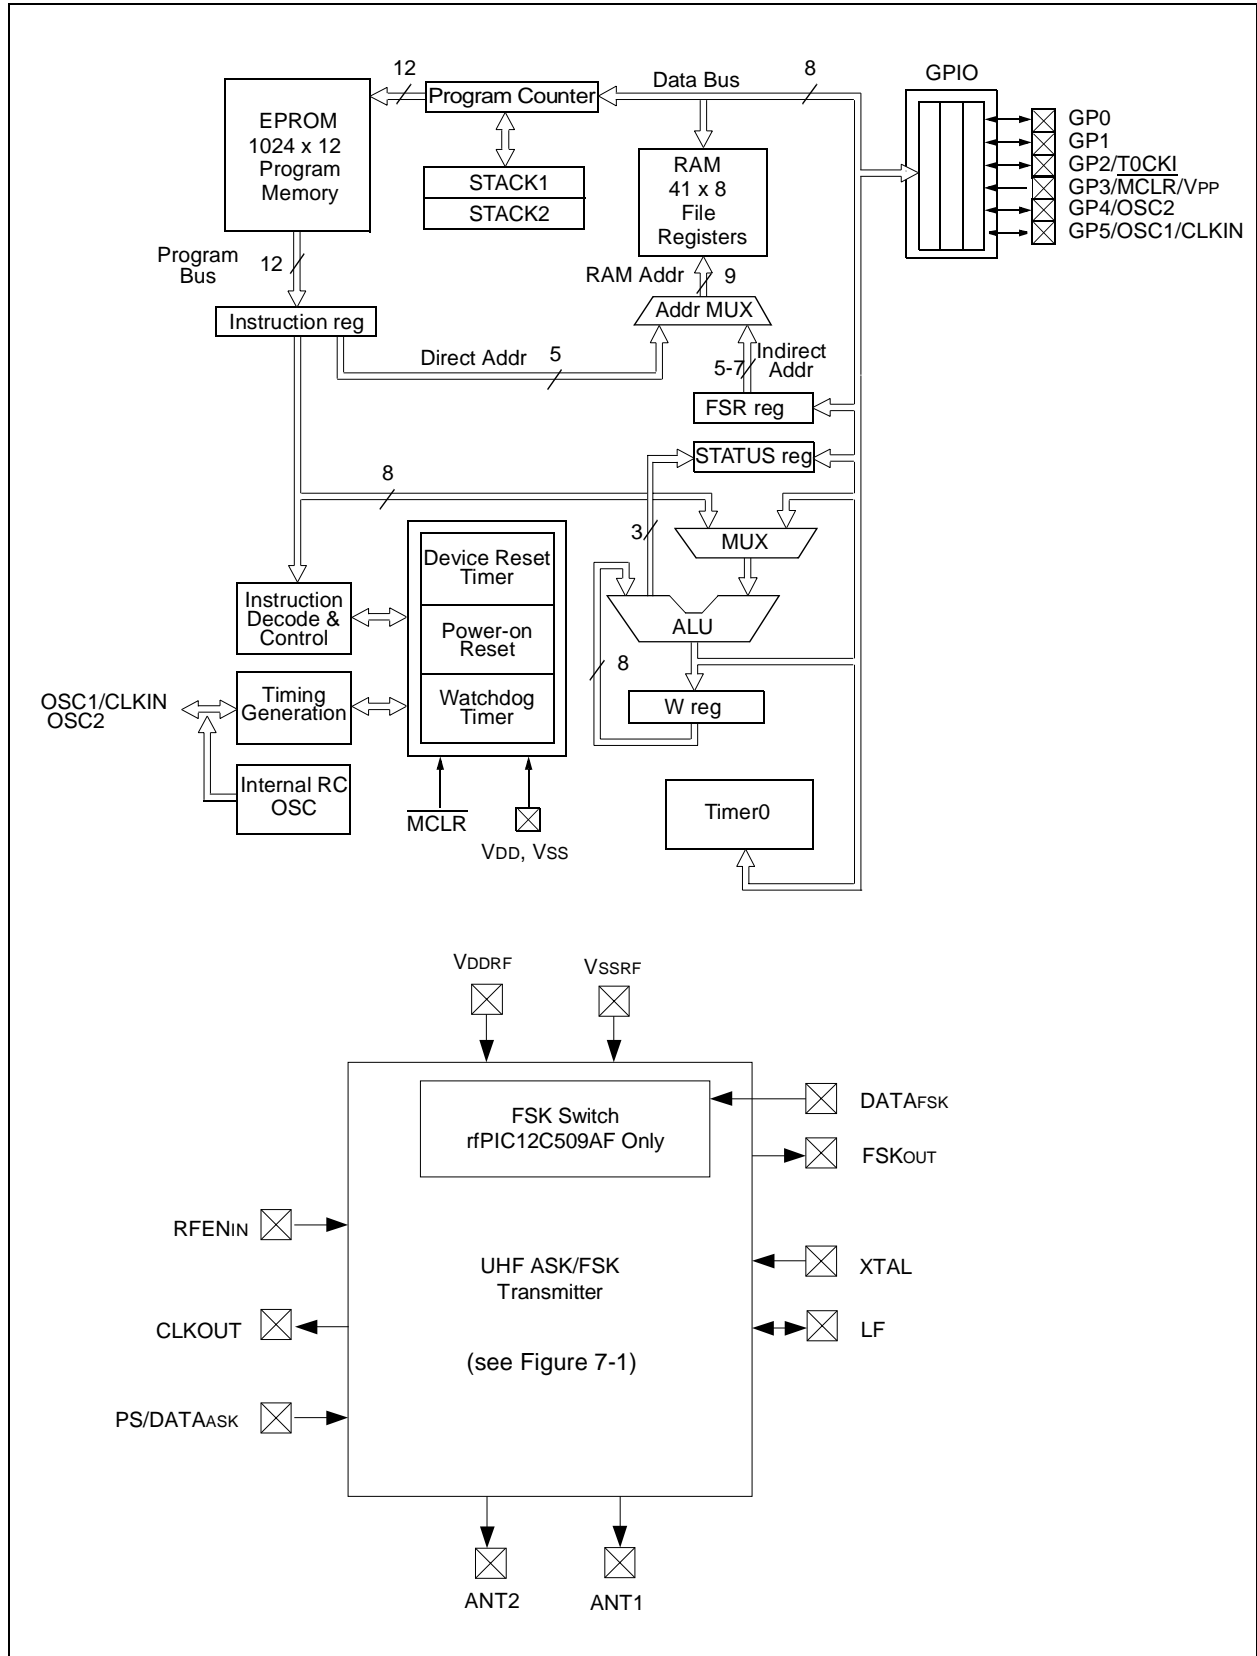 12
Data Bus
8
GPIO
EPROM
1024 x 12
Program
Memory
Program Counter
STACK1
STACK2
RAM
41 x 8
File
Registers
GP0
GP1
GP2/T0CKI
GP3/MCLR/VPP
GP4/OSC2
GP5/OSC1/CLKIN
Program
Bus
12
RAM Addr
9
Instruction reg
Addr MUX
Direct Addr
5
5-7
Indirect
Addr
FSR reg
STATUS reg
8
3
MUX
Device Reset
Timer
Instruction
Decode &
Control
Power-on
Reset
ALU
8
OSC1/CLKIN
OSC2
Timing
Generation
Watchdog
Timer
W reg
Internal RC
OSC
MCLR
VDD, VSS
Timer0
VDDRF
VSSRF
FSK Switch
rfPIC12C509AF Only
DATAFSK
FSKOUT
RFENIN
UHF ASK/FSK
Transmitter
XTAL
CLKOUT
LF
(see Figure 7-1)
PS/DATAASK
ANT2
ANT1